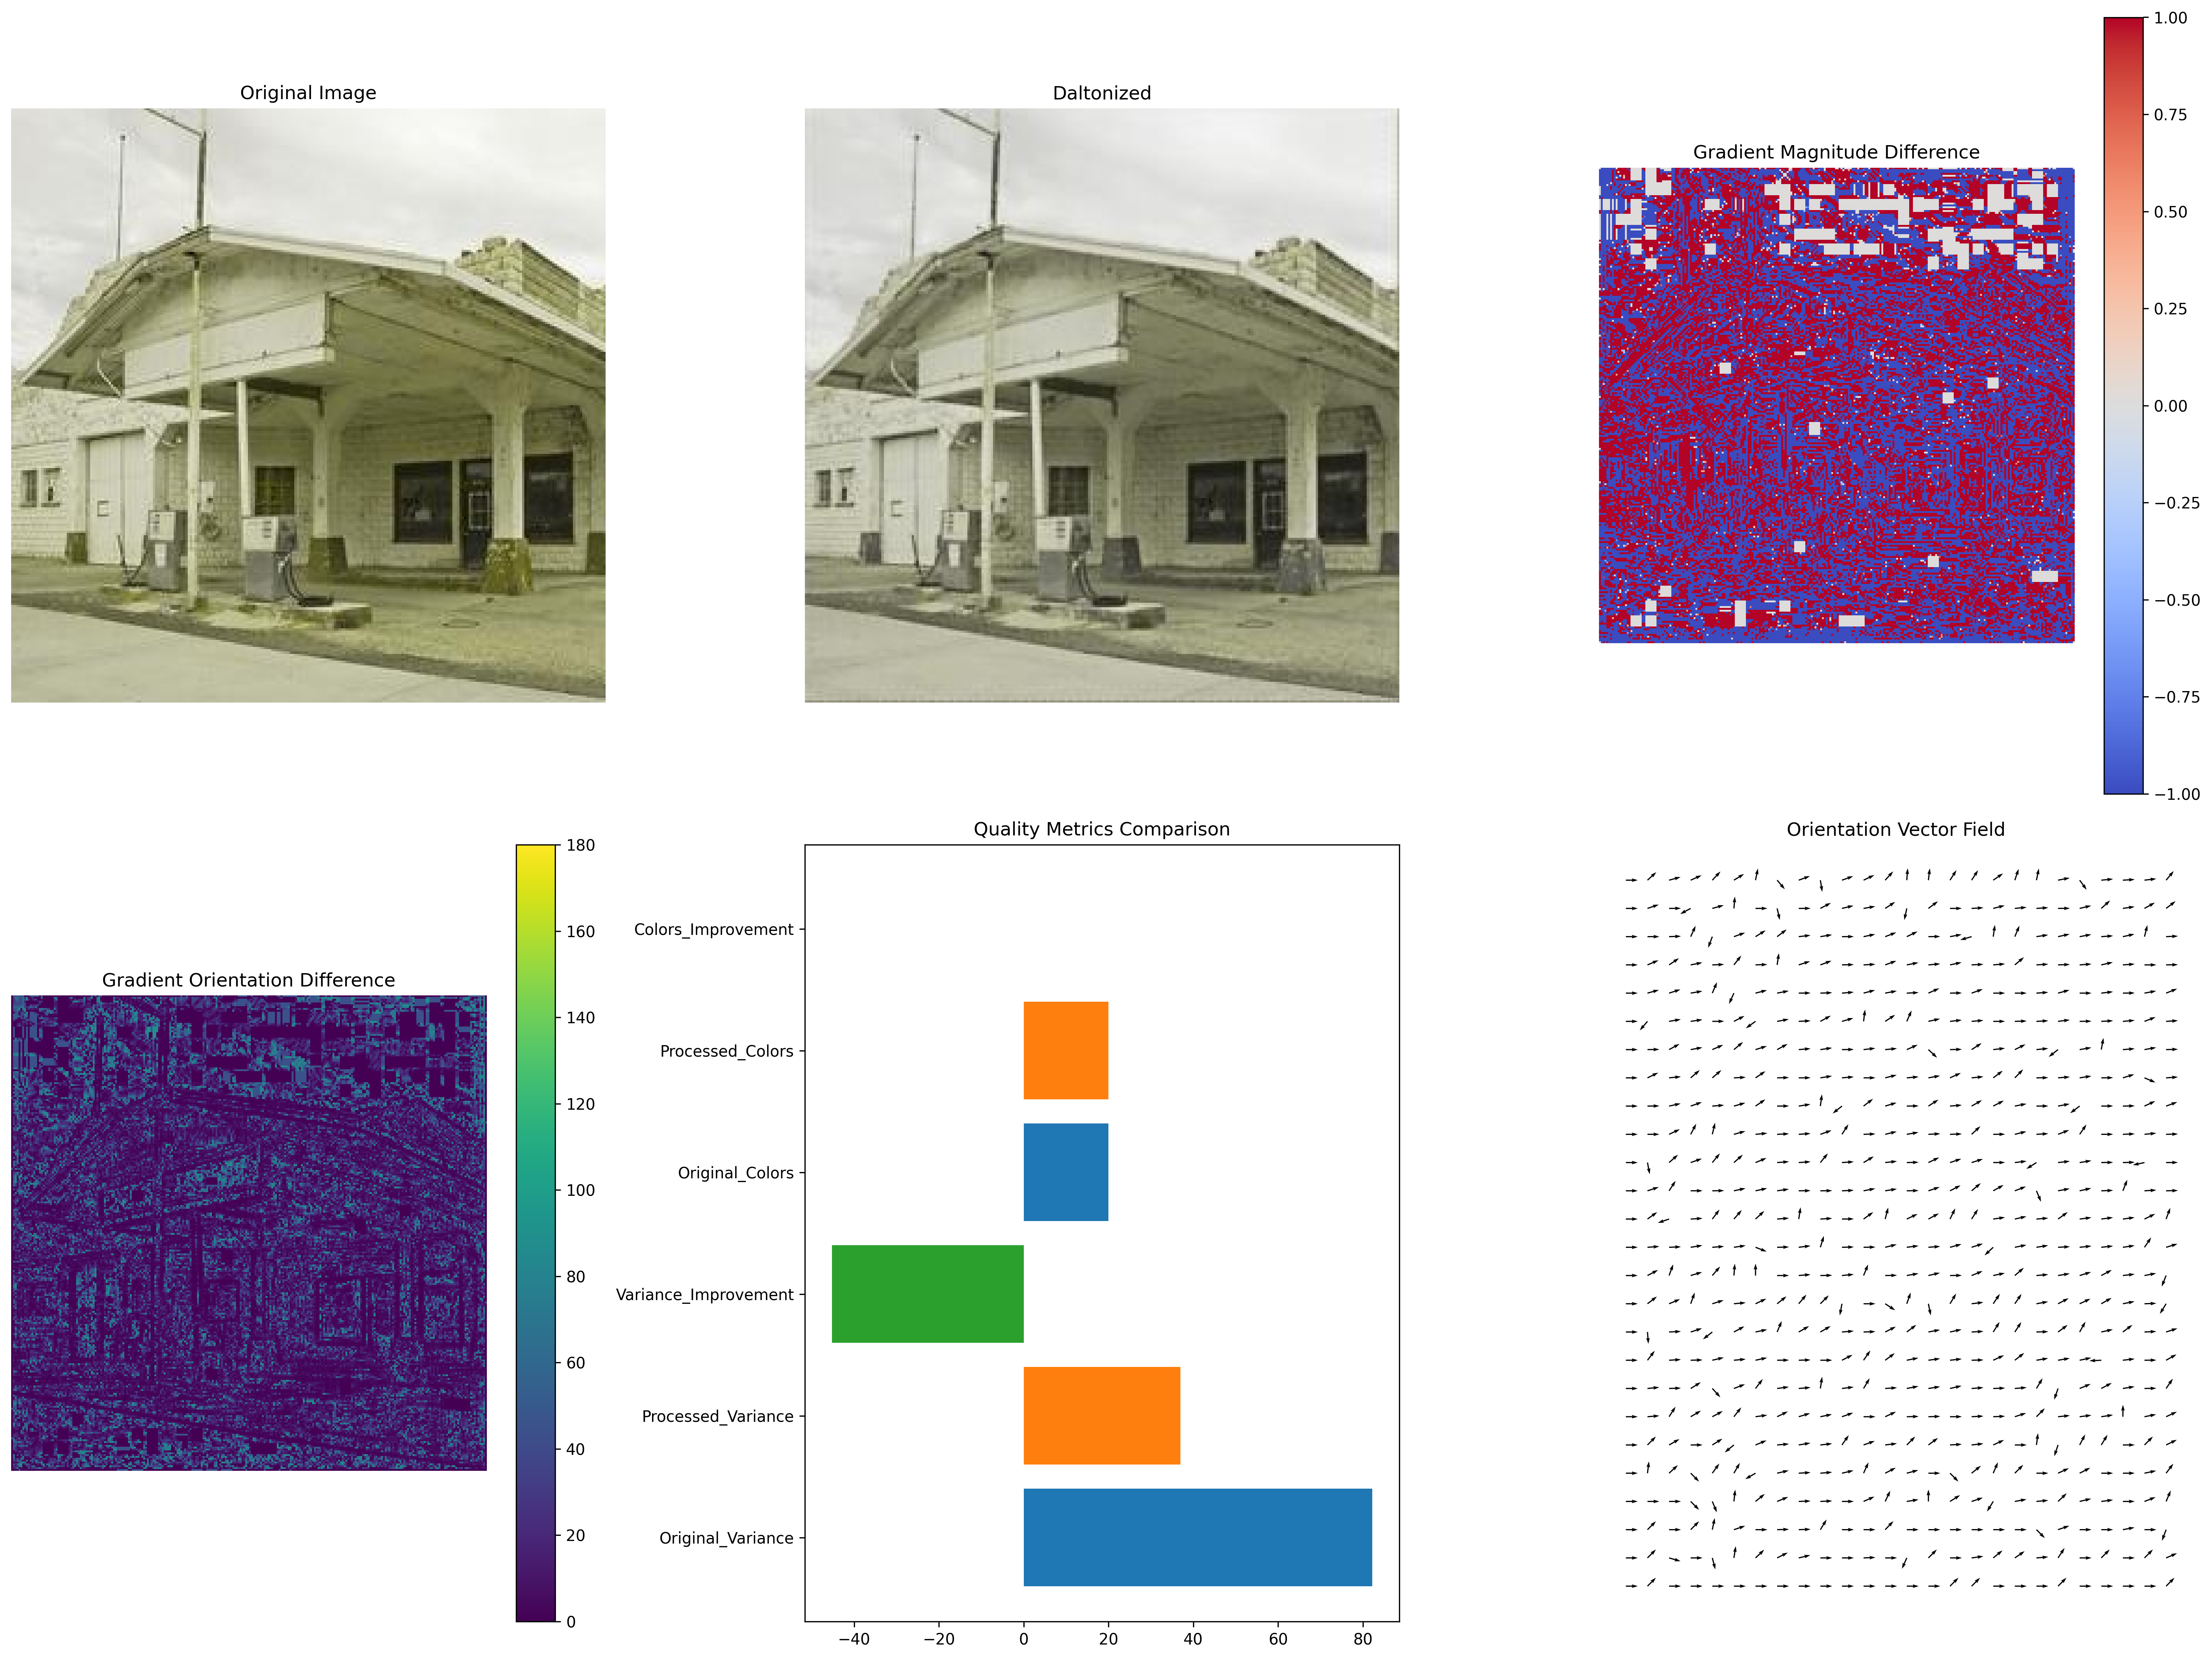 Original Image
Daltonized
Gradient Magnitude Difference
1.00
0.75
0.50
0.25
0.00
−0.25
−0.50
−0.75
−1.00
Gradient Orientation Difference
180
160
140
120
100
80
60
40
20
0
Quality Metrics Comparison
Colors_Improvement
Processed_Colors
Original_Colors
Variance_Improvement
Processed_Variance
Original_Variance
−40 −20 0 20 40 60 80
Orientation Vector Field